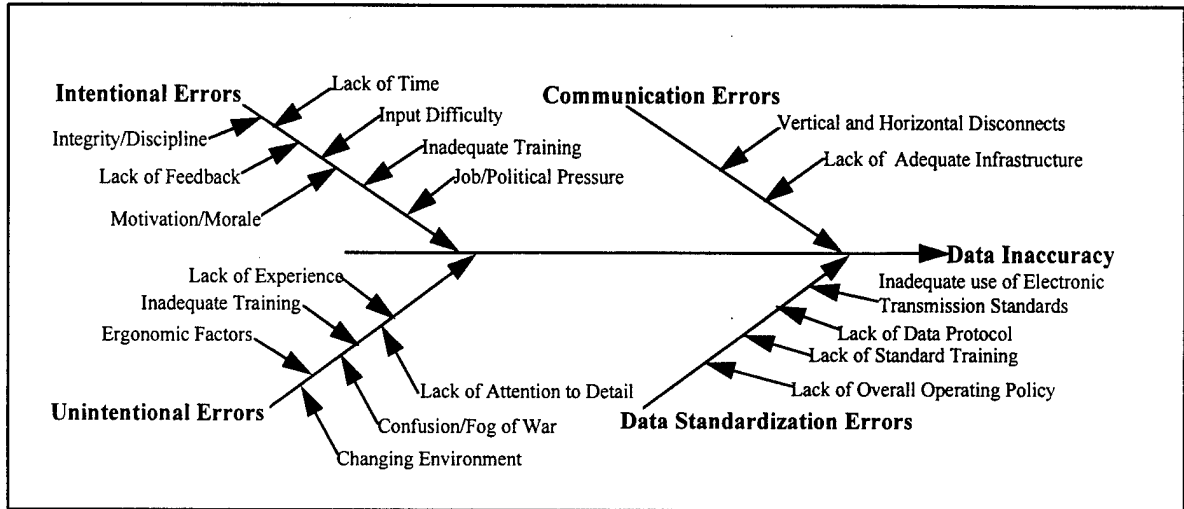 Intentional Errors
Lack of Time
Input Difficulty
Integrity/Discipline
Inadequate Training
Lack of Feedback
Job/Political Pressure
Motivation/Morale
Communication Errors
Vertical and Horizontal Disconnects
Lack of Adequate Infrastructure
Data Inaccuracy
Lack of Experience
Inadequate Training
Ergonomic Factors
Unintentional Errors
Lack of Attention to Detail
Confusion/Fog of War
Changing Environment
Inadequate use of Electronic
Transmission Standards
Lack of Data Protocol
Lack of Standard Training
Lack of Overall Operating Policy
Data Standardization Errors